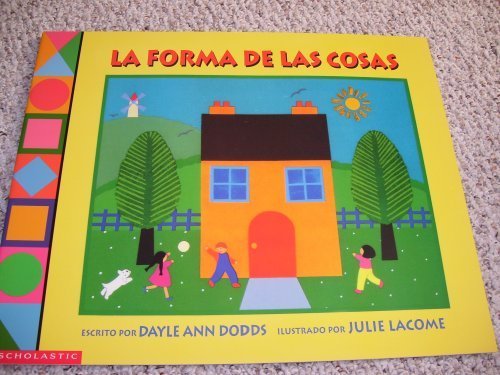 LA FORMA DE LAS COSAS
ESCRITO POR DAYLE ANN DODDS ILUSTRADO POR JULIE LACOME
SCHOLASTIC